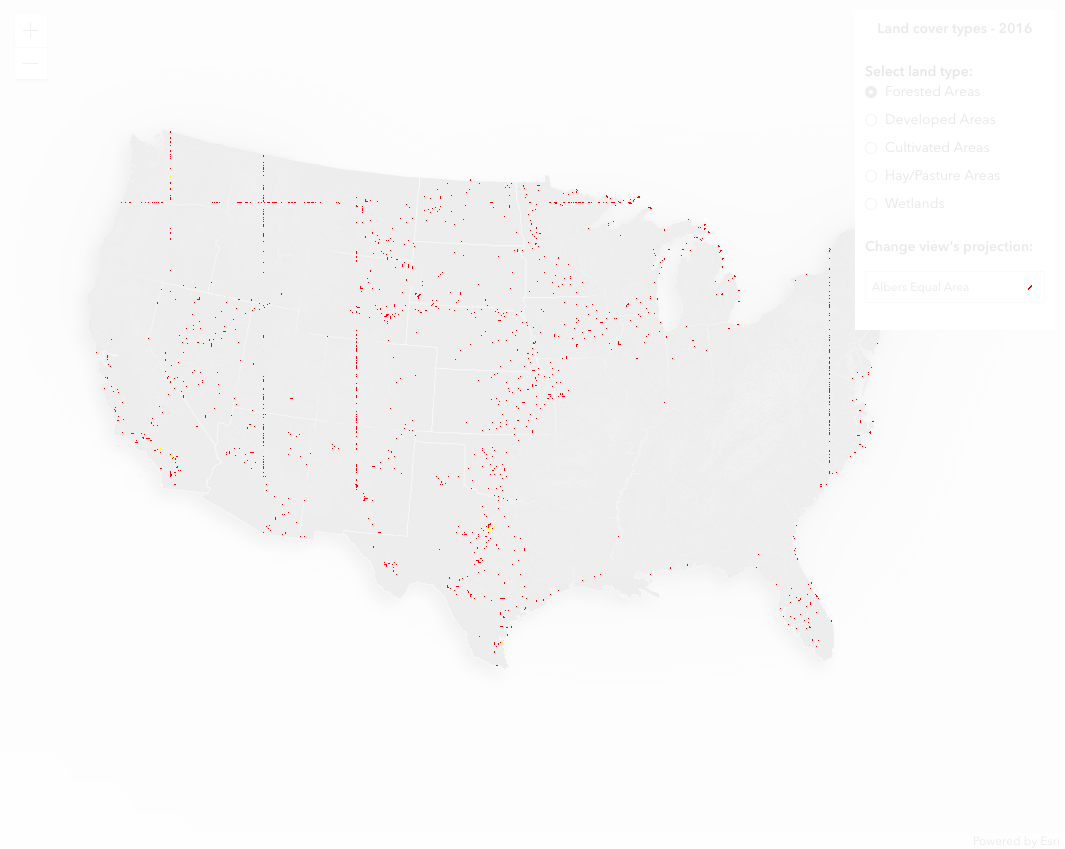 Land cover types - 2016
Select land type:
Forested Areas
Developed Areas
Cultivated Areas
Hay/Pasture Areas
Wetlands
Change view's projection:
Albers Equal Area
Powered by Esri